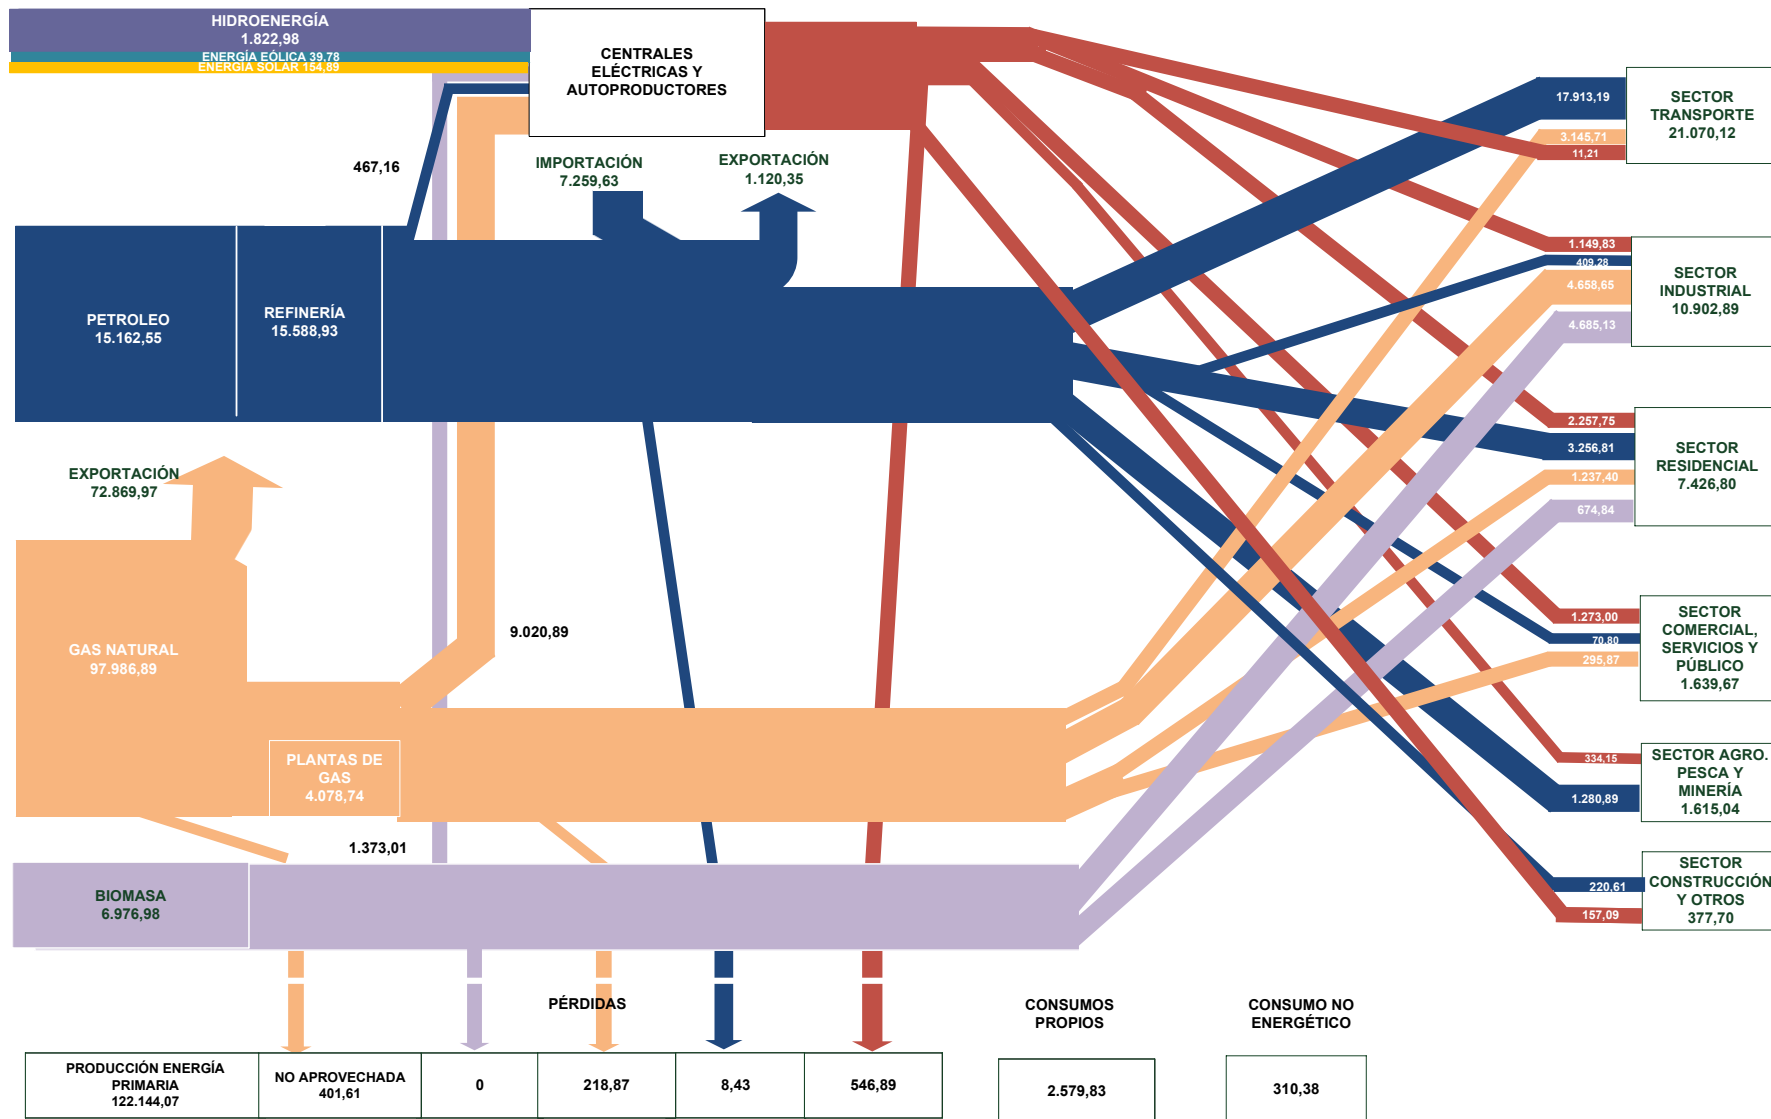 HIDROENERGÍA
1.822,98
ENERGÍA EÓLICA 39,78
ENERGÍA SOLAR 154,89
CENTRALES
ELÉCTRICAS Y
AUTOPRODUCTORES
467,16
IMPORTACIÓN
7.259,63
EXPORTACIÓN
1.120,35
PETROLEO
15.162,55
REFINERÍA
15.588,93
EXPORTACIÓN
72.869,97
GAS NATURAL
97.986,89
9.020,89
PLANTAS DE
GAS
4.078,74
1.373,01
BIOMASA
6.976,98
17.913,19
3.145,71
11,21
SECTOR
TRANSPORTE
21.070,12
1.149,83
409,28
4.658,65
4.685,13
SECTOR
INDUSTRIAL
10.902,89
2.257,75
3.256,81
1.237,40
674,84
SECTOR
RESIDENCIAL
7.426,80
1.273,00
70,80
295,87
SECTOR
COMERCIAL,
SERVICIOS Y
PÚBLICO
1.639,67
334,15
1.280,89
SECTOR AGRO.
PESCA Y
MINERÍA
1.615,04
220,61
157,09
SECTOR
CONSTRUCCIÓN
Y OTROS
377,70
PÉRDIDAS
CONSUMOS
PROPIOS
CONSUMO NO
ENERGÉTICO
PRODUCCIÓN ENERGÍA
PRIMARIA
122.144,07
NO APROVECHADA
401,61
0
218,87
8,43
546,89
2.579,83
310,38